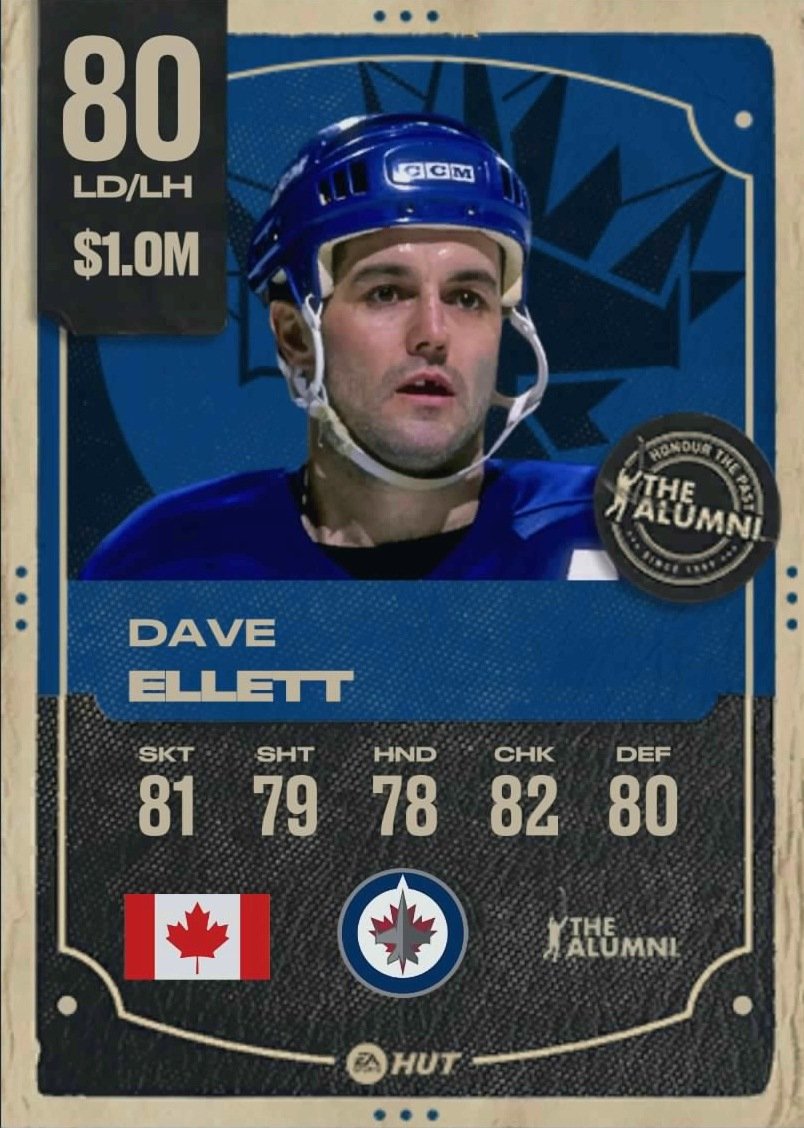 80
LD/LH
$1.0M
CCM
HONOUR THE PAST
THE
ALUMNI
SINCE 1999
DAVE
ELLETT
SKT SHT HND CHK DEF
81 79 78 82 80
THE
ALUMNI
EA
SPORTS
HUT